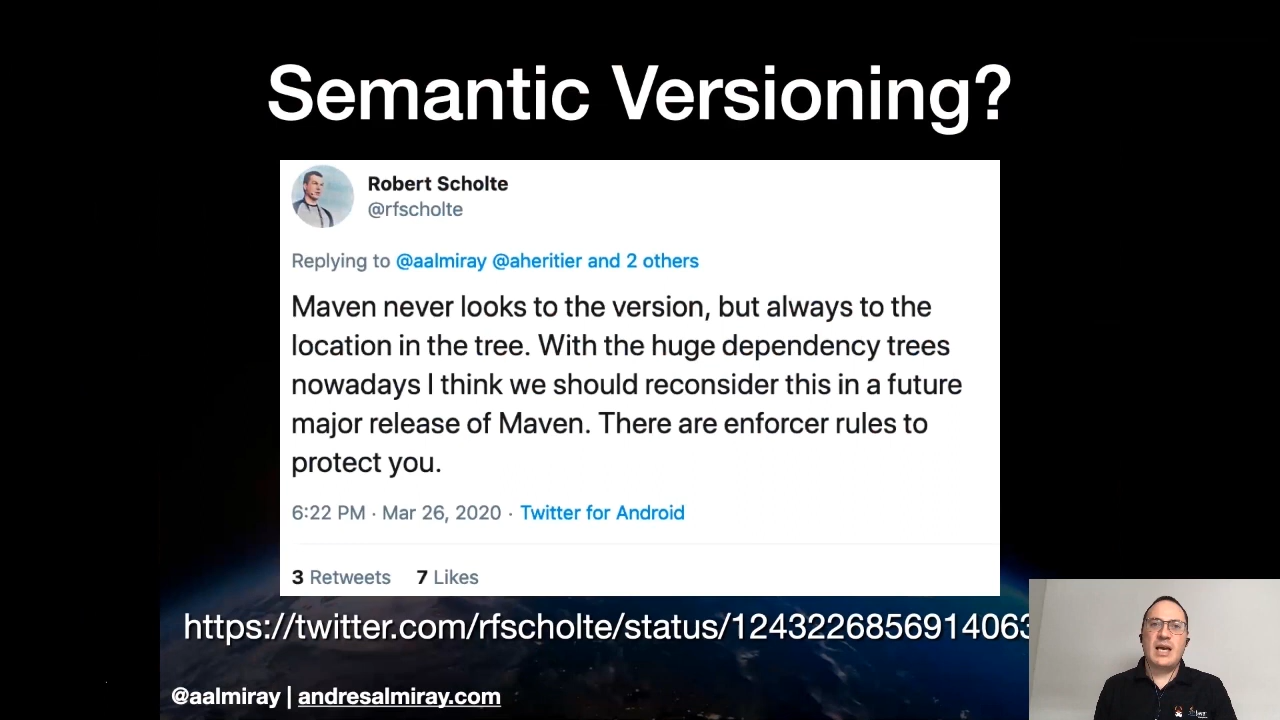 Semantic Versioning?
Robert Scholte
@rfscholte
Replying to @aalmiray @aheritier and 2 others
Maven never looks to the version, but always to the
location in the tree. With the huge dependency trees
nowadays I think we should reconsider this in a future
major release of Maven. There are enforcer rules to
protect you.
6:22 PM · Mar 26, 2020 · Twitter for Android
3 Retweets 7 Likes
https://twitter.com/rfscholte/status/1243226856914063
@aalmiray | andresalmiray.com